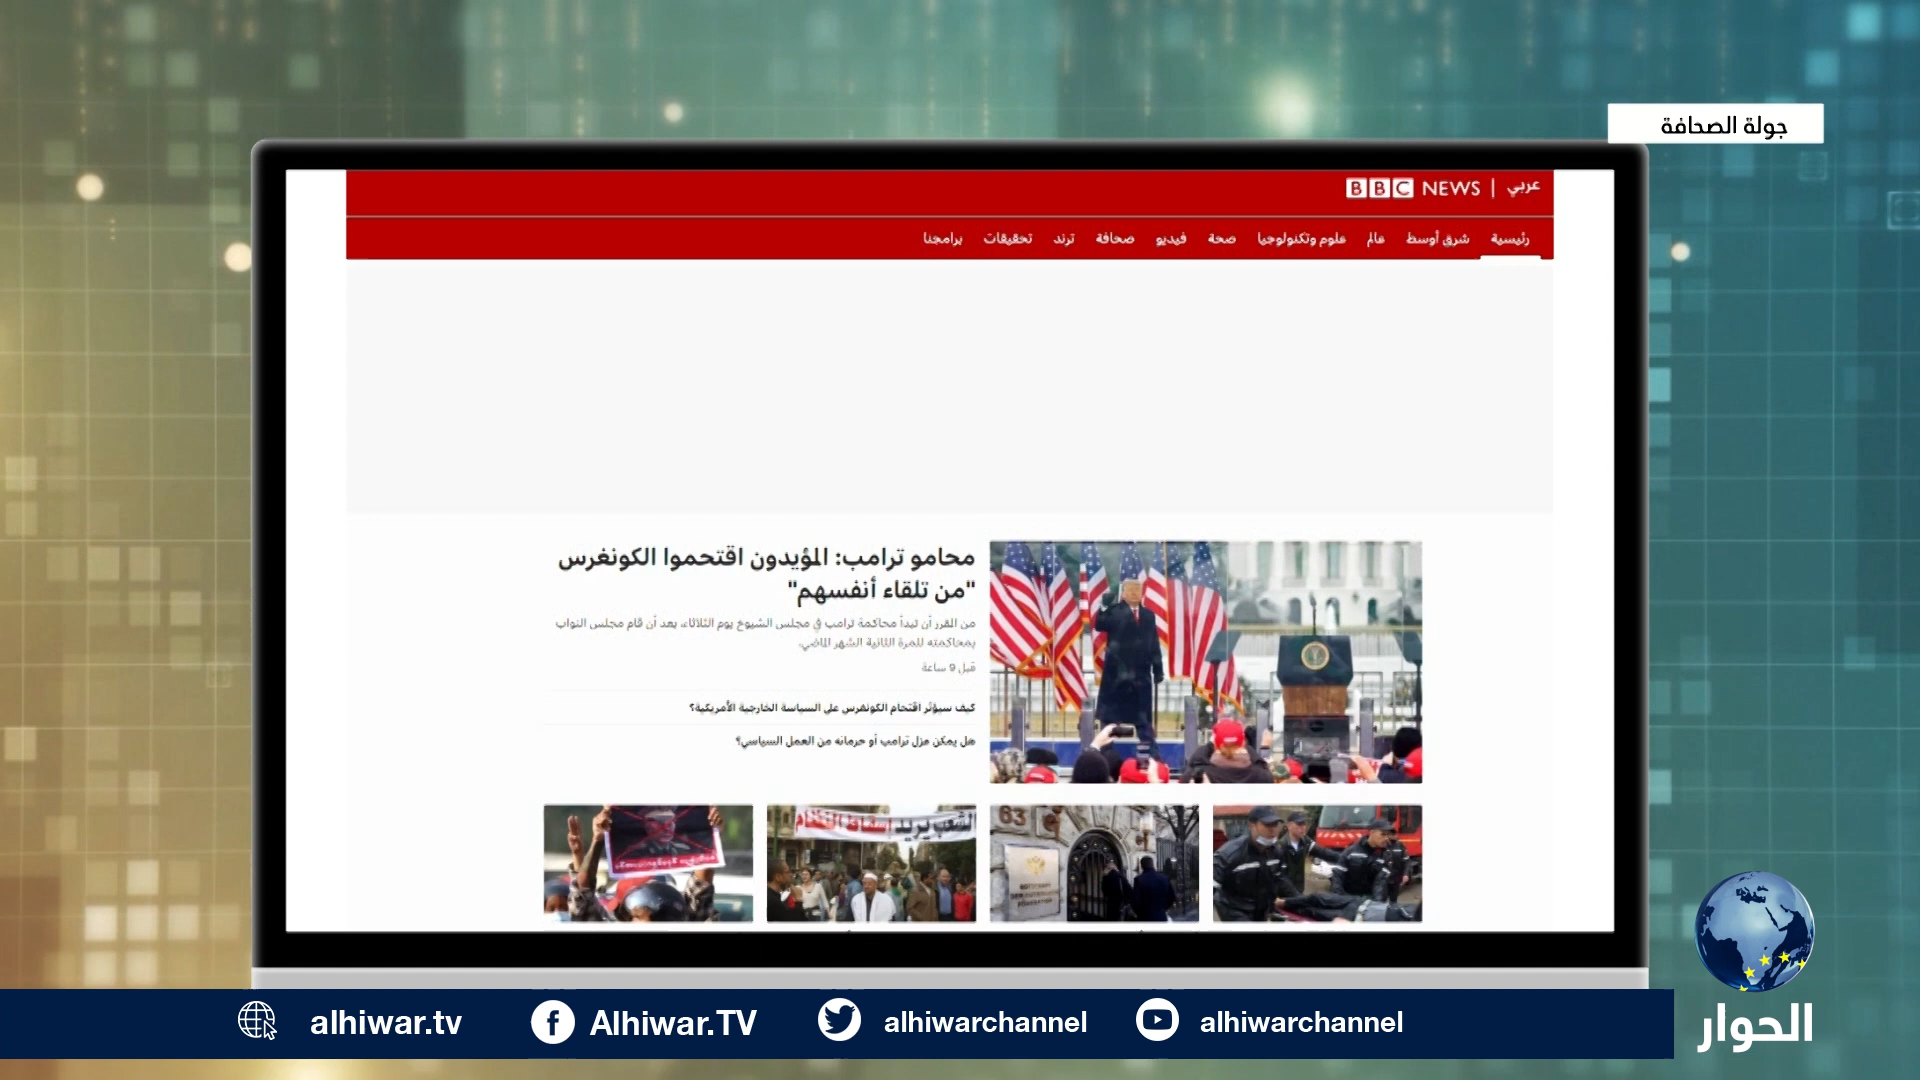 جولة الصحافة
BBC NEWS | عربي
رئيسية شرق أوسط عالم علوم وتكنولوجيا صحة فيديو صحافة ترند تحقيقات برامجنا
محامو ترامب: المؤيدون اقتحموا الكونغرس
"من تلقاء أنفسهم"
من المقرر أن تبدأ محاكمة ترامب في مجلس الشيوخ يوم الثلاثاء، بعد أن قام مجلس النواب
بمحاكمته للمرة الثانية الشهر الماضي.
قبل 9 ساعة
كيف سيؤثر اقتحام الكونغرس على السياسة الخارجية الأمريكية؟
هل يمكن عزل ترامب أو حرمانه من العمل السياسي؟
63
الشعب يريد إسقاط النظام
alhiwar.tv
Alhiwar.TV
alhiwarchannel
alhiwarchannel
الحوار